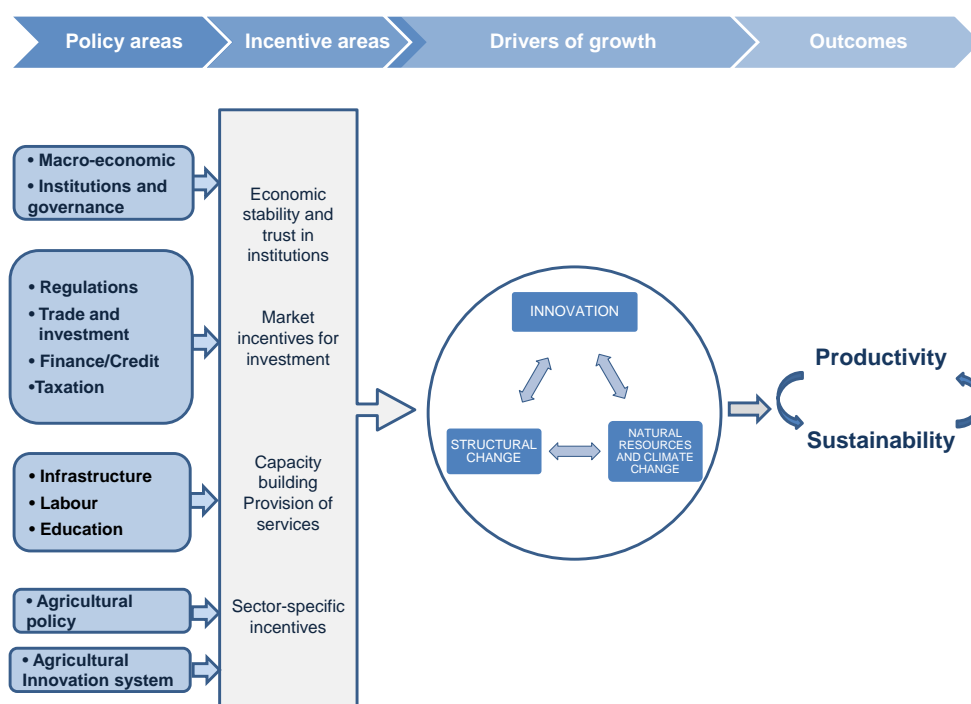 Policy areas
Incentive areas
Drivers of growth
Outcomes
• Macro-economic
• Institutions and
governance
• Regulations
• Trade and
investment
• Finance/Credit
•Taxation
• Infrastructure
• Labour
• Education
• Agricultural
policy
• Agricultural
Innovation system
Economic
stability and
trust in
institutions
Market
incentives for
investment
Capacity
building
Provision of
services
Sector-specific
incentives
INNOVATION
STRUCTURAL
CHANGE
NATURAL
RESOURCES
AND CLIMATE
CHANGE
Productivity
Sustainability